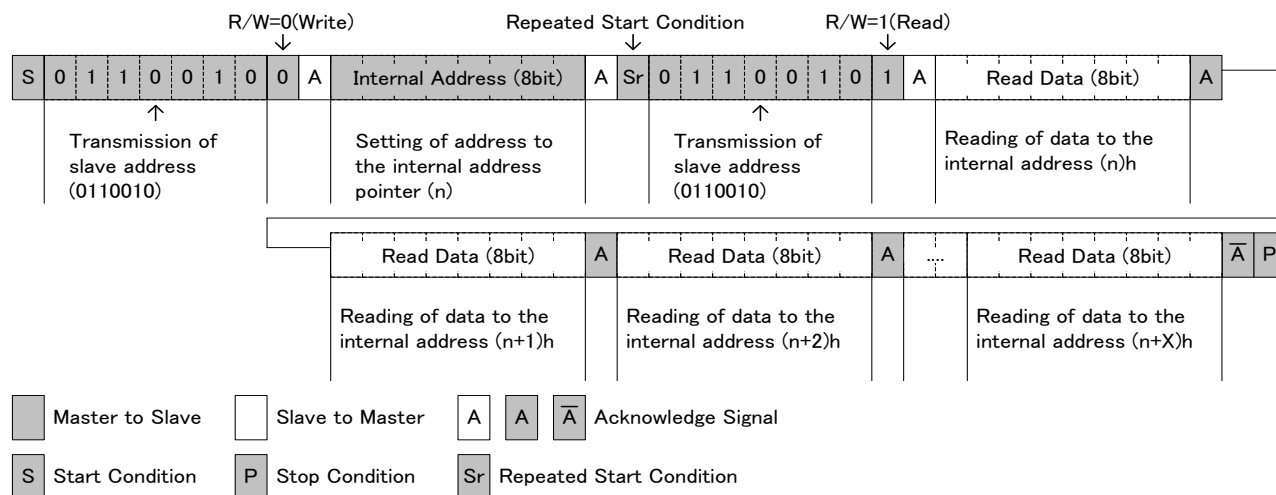 R/W=0(Write) Repeated Start Condition R/W=1(Read)
S 0 1 1 0 0 1 0 0 A Internal Address (8bit) A Sr 0 1 1 0 0 1 0 1 A Read Data (8bit) A
Transmission of
slave address
(0110010)
Setting of address to
the internal address
pointer (n)
Transmission of
slave address
(0110010)
Reading of data to the
internal address (n)h
Read Data (8bit) A Read Data (8bit) A .... Read Data (8bit) A̅ P
Reading of data to the
internal address (n+1)h
Reading of data to the
internal address (n+2)h
Reading of data to the
internal address (n+X)h
Master to Slave Slave to Master A A A̅ Acknowledge Signal
S Start Condition P Stop Condition Sr Repeated Start Condition